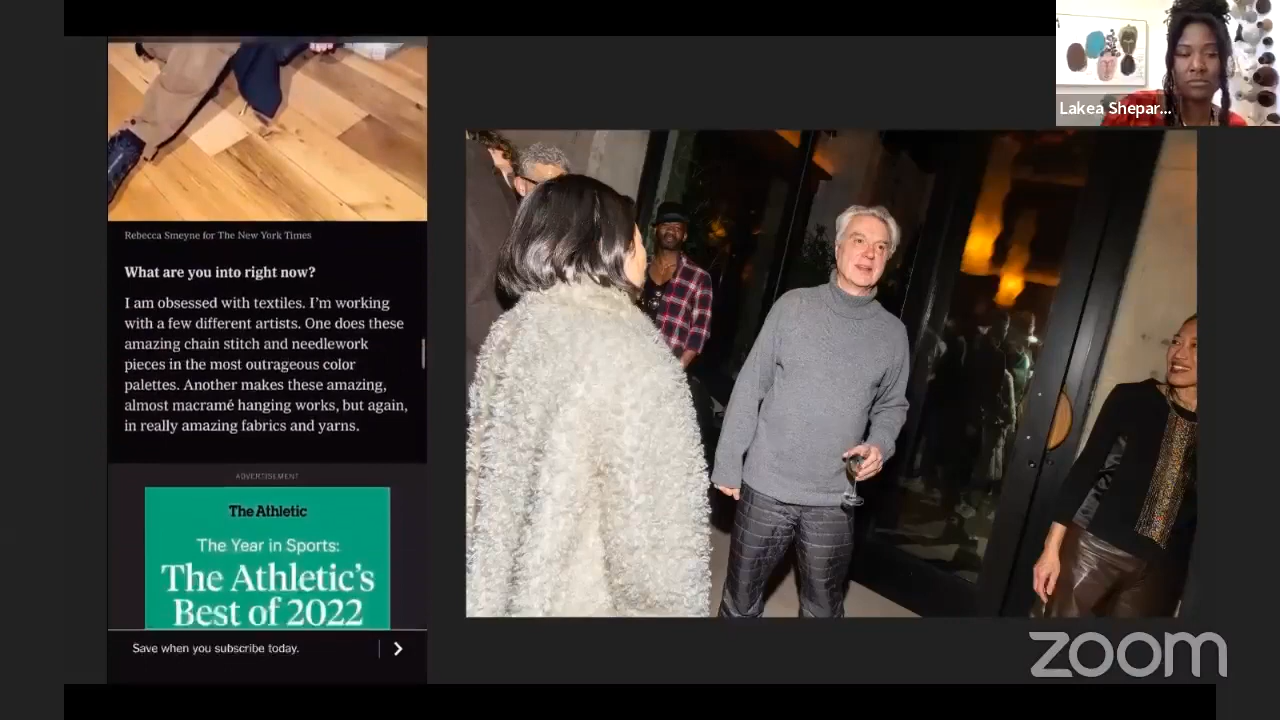 Lakea Shepar...
Rebecca Smeyne for The New York Times
What are you into right now?
I am obsessed with textiles. I’m working
with a few different artists. One does these
amazing chain stitch and needlework
pieces in the most outrageous color
palettes. Another makes these amazing,
almost macramé hanging works, but again,
in really amazing fabrics and yarns.
ADVERTISEMENT
The Athletic
The Year in Sports:
The Athletic’s
Best of 2022
Save when you subscribe today.
zoom